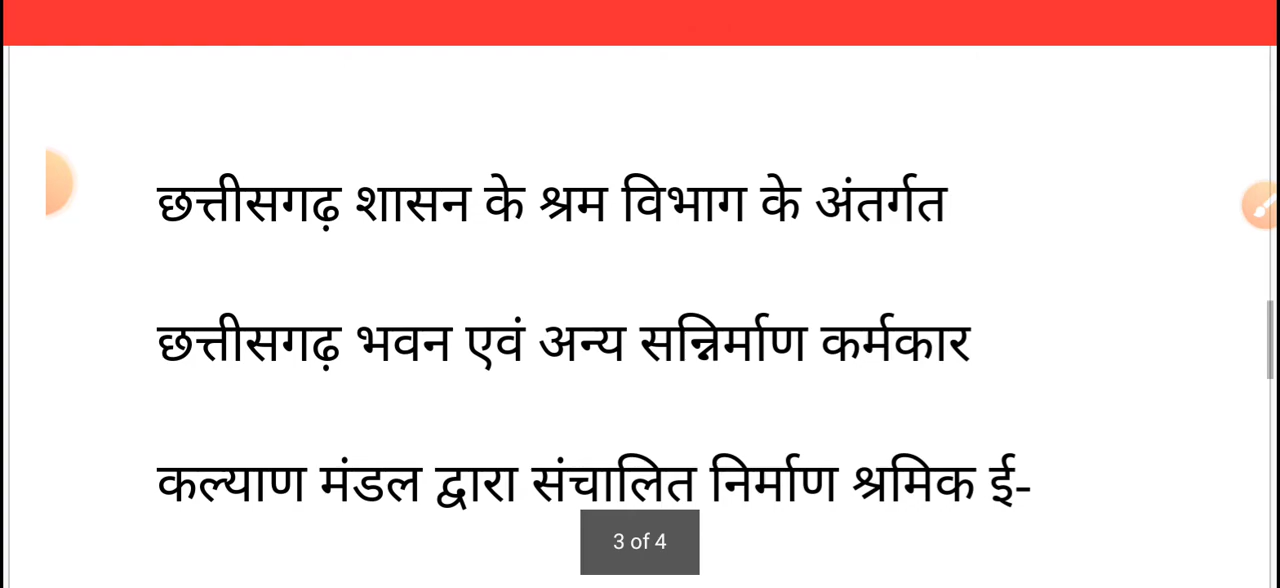 छत्तीसगढ़ शासन के श्रम विभाग के अंतर्गत
छत्तीसगढ़ भवन एवं अन्य सन्निर्माण कर्मकार
कल्याण मंडल द्वारा संचालित निर्माण श्रमिक ई-
3 of 4